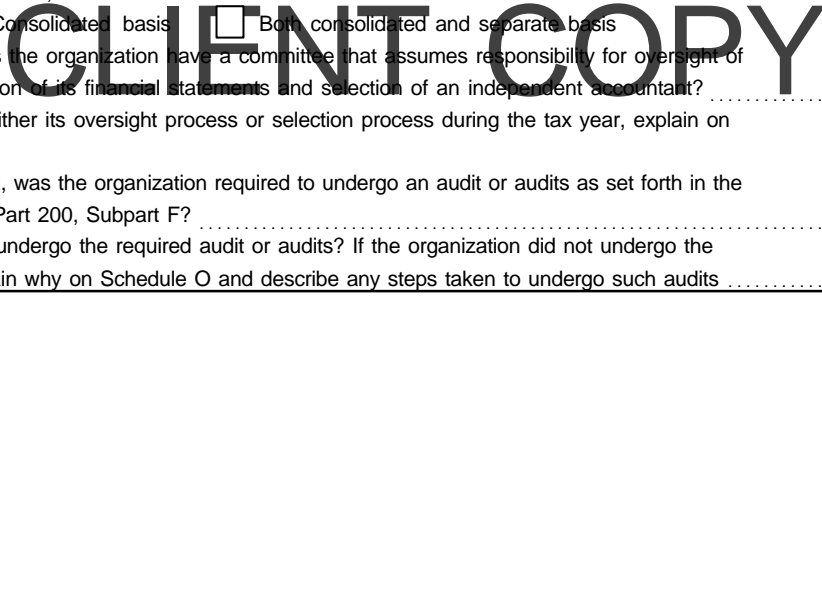 Consolidated basis Both consolidated and separate basis
the organization have a committee that assumes responsibility for oversight of
of its financial statements and selection of an independent accountant?
CLIENT COPY
its oversight process or selection process during the tax year, explain on
, was the organization required to undergo an audit or audits as set forth in the
Part 200, Subpart F?
undergo the required audit or audits? If the organization did not undergo the
why on Schedule O and describe any steps taken to undergo such audits